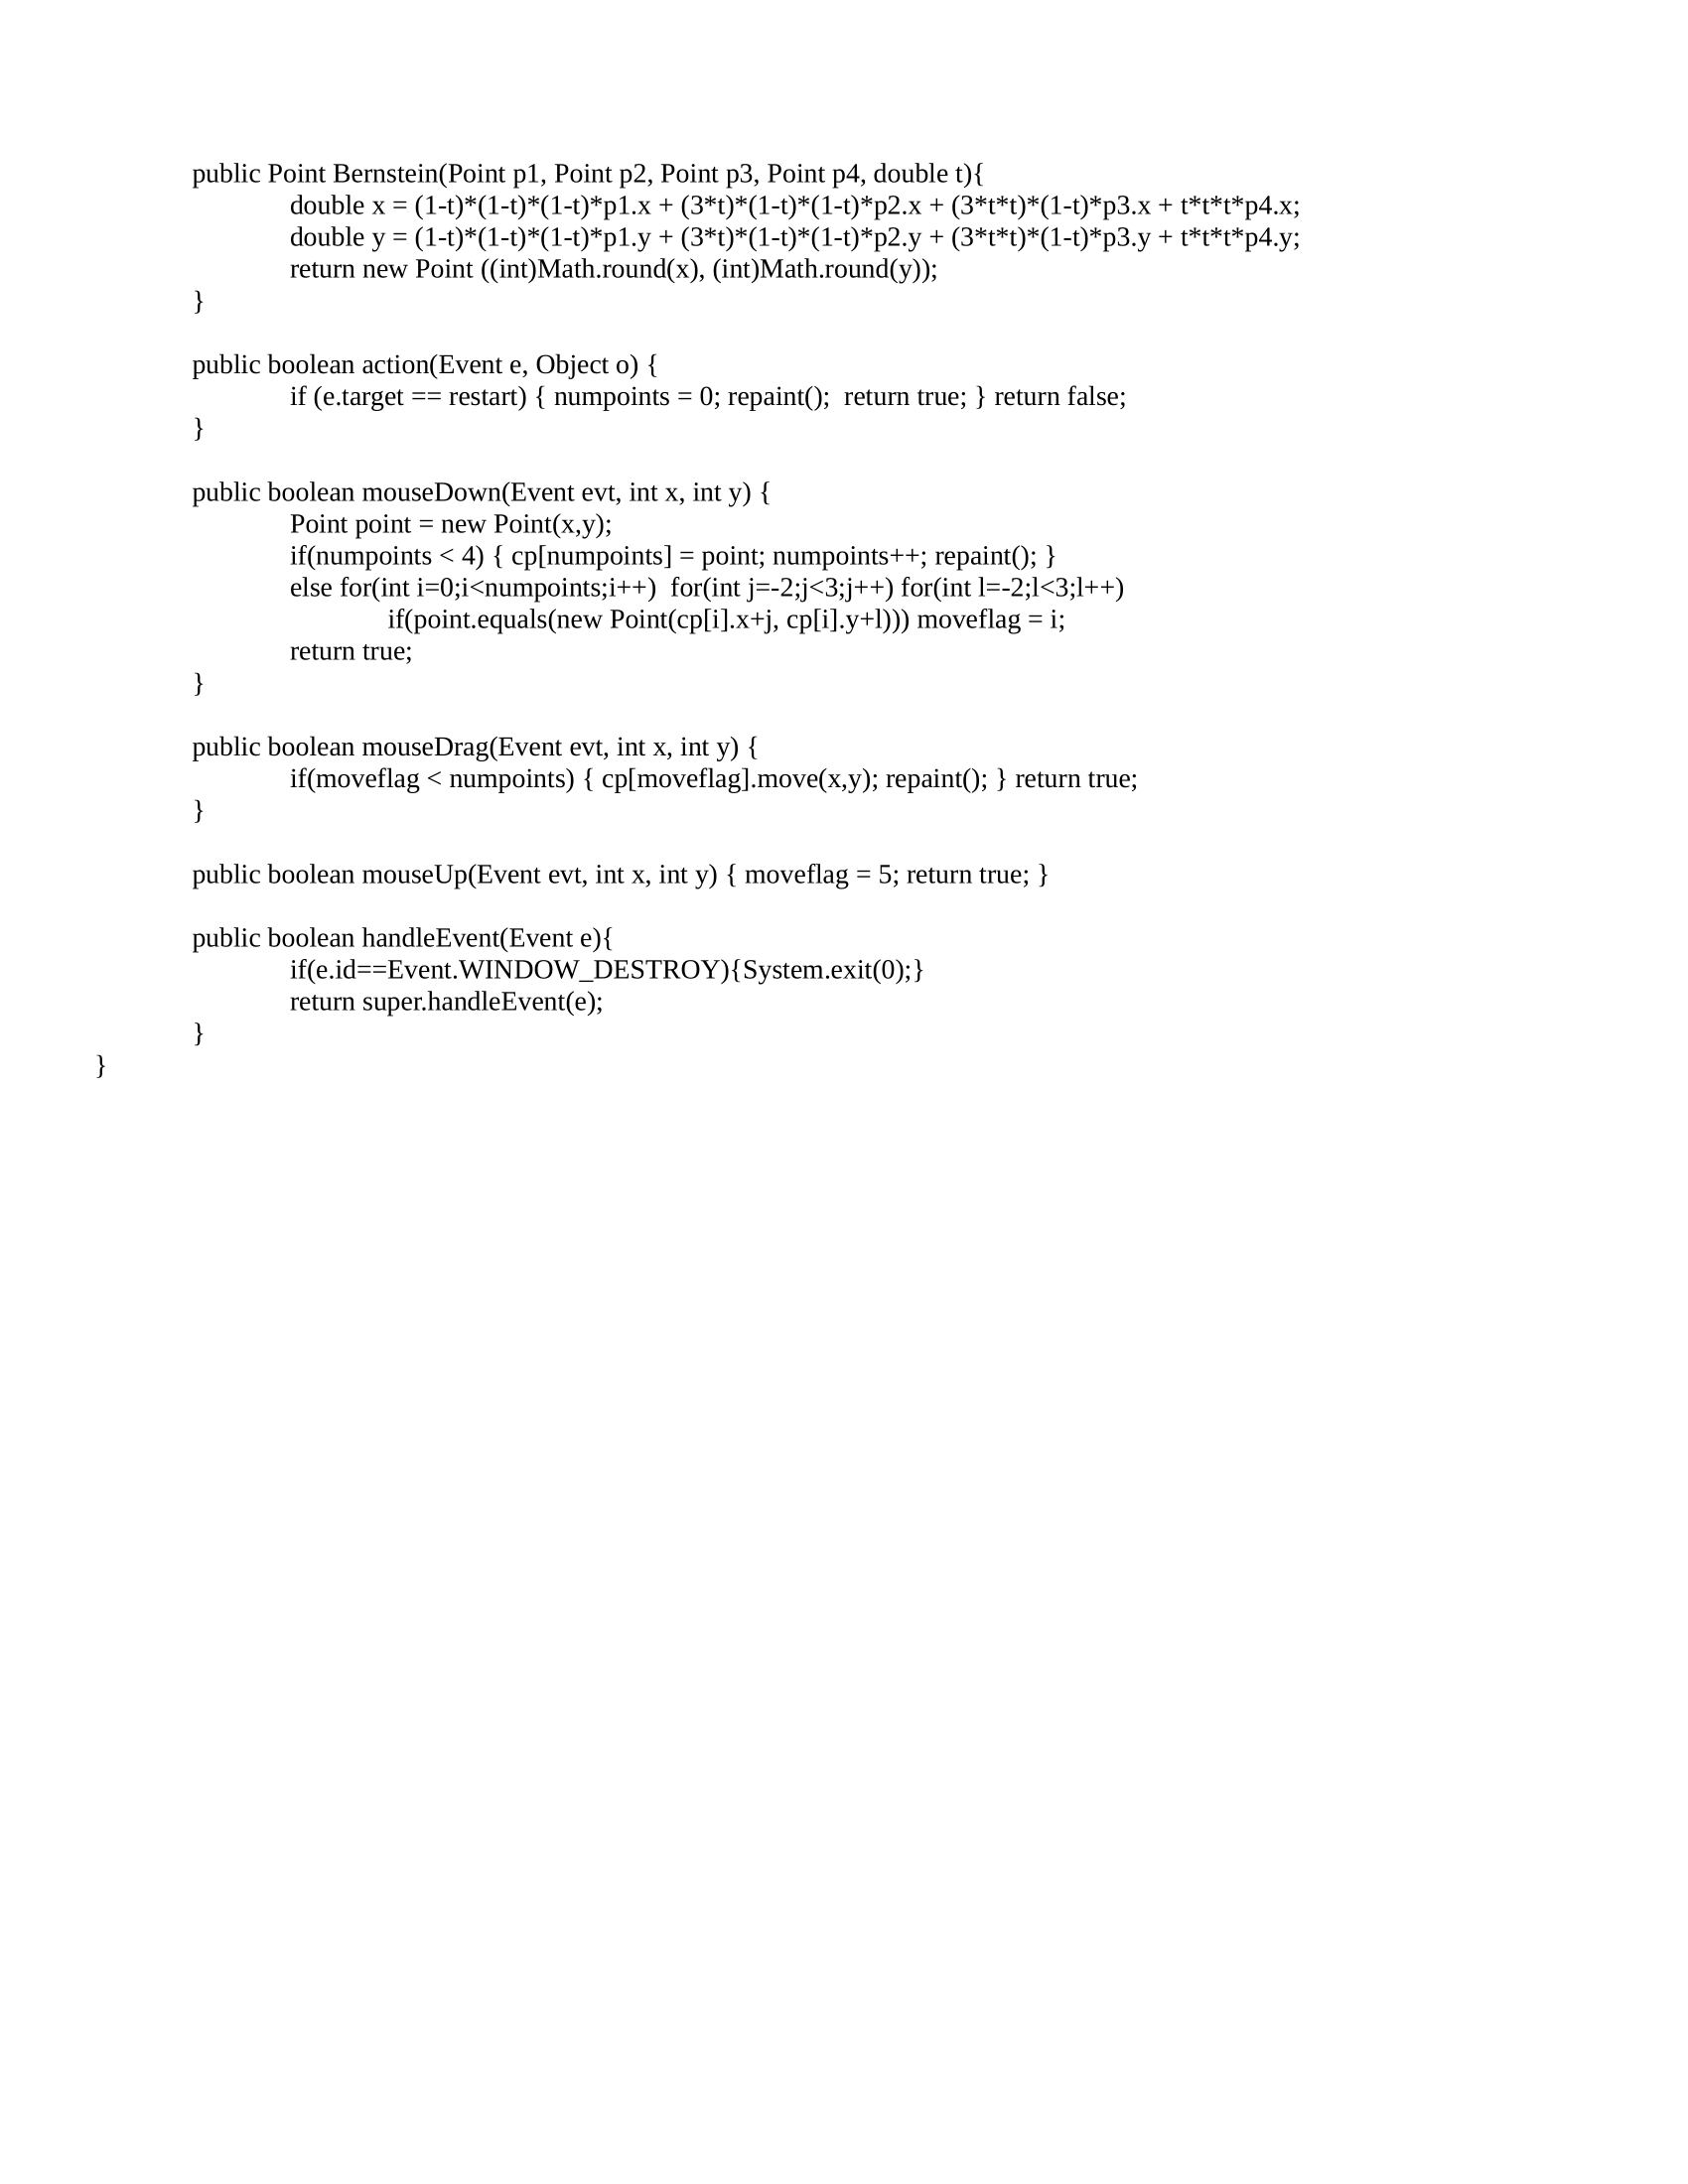 public Point Bernstein(Point p1, Point p2, Point p3, Point p4, double t){
double x = (1-t)*(1-t)*(1-t)*p1.x + (3*t)*(1-t)*(1-t)*p2.x + (3*t*t)*(1-t)*p3.x + t*t*t*p4.x;
double y = (1-t)*(1-t)*(1-t)*p1.y + (3*t)*(1-t)*(1-t)*p2.y + (3*t*t)*(1-t)*p3.y + t*t*t*p4.y;
return new Point ((int)Math.round(x), (int)Math.round(y));
}
public boolean action(Event e, Object o) {
if (e.target == restart) { numpoints = 0; repaint();  return true; } return false;
}
public boolean mouseDown(Event evt, int x, int y) {
Point point = new Point(x,y);
if(numpoints < 4) { cp[numpoints] = point; numpoints++; repaint(); }
else for(int i=0;i<numpoints;i++)  for(int j=-2;j<3;j++) for(int l=-2;l<3;l++)
if(point.equals(new Point(cp[i].x+j, cp[i].y+l))) moveflag = i;
return true;
}
public boolean mouseDrag(Event evt, int x, int y) {
if(moveflag < numpoints) { cp[moveflag].move(x,y); repaint(); } return true;
}
public boolean mouseUp(Event evt, int x, int y) { moveflag = 5; return true; }
public boolean handleEvent(Event e){
if(e.id==Event.WINDOW_DESTROY){System.exit(0);}
return super.handleEvent(e);
}
}